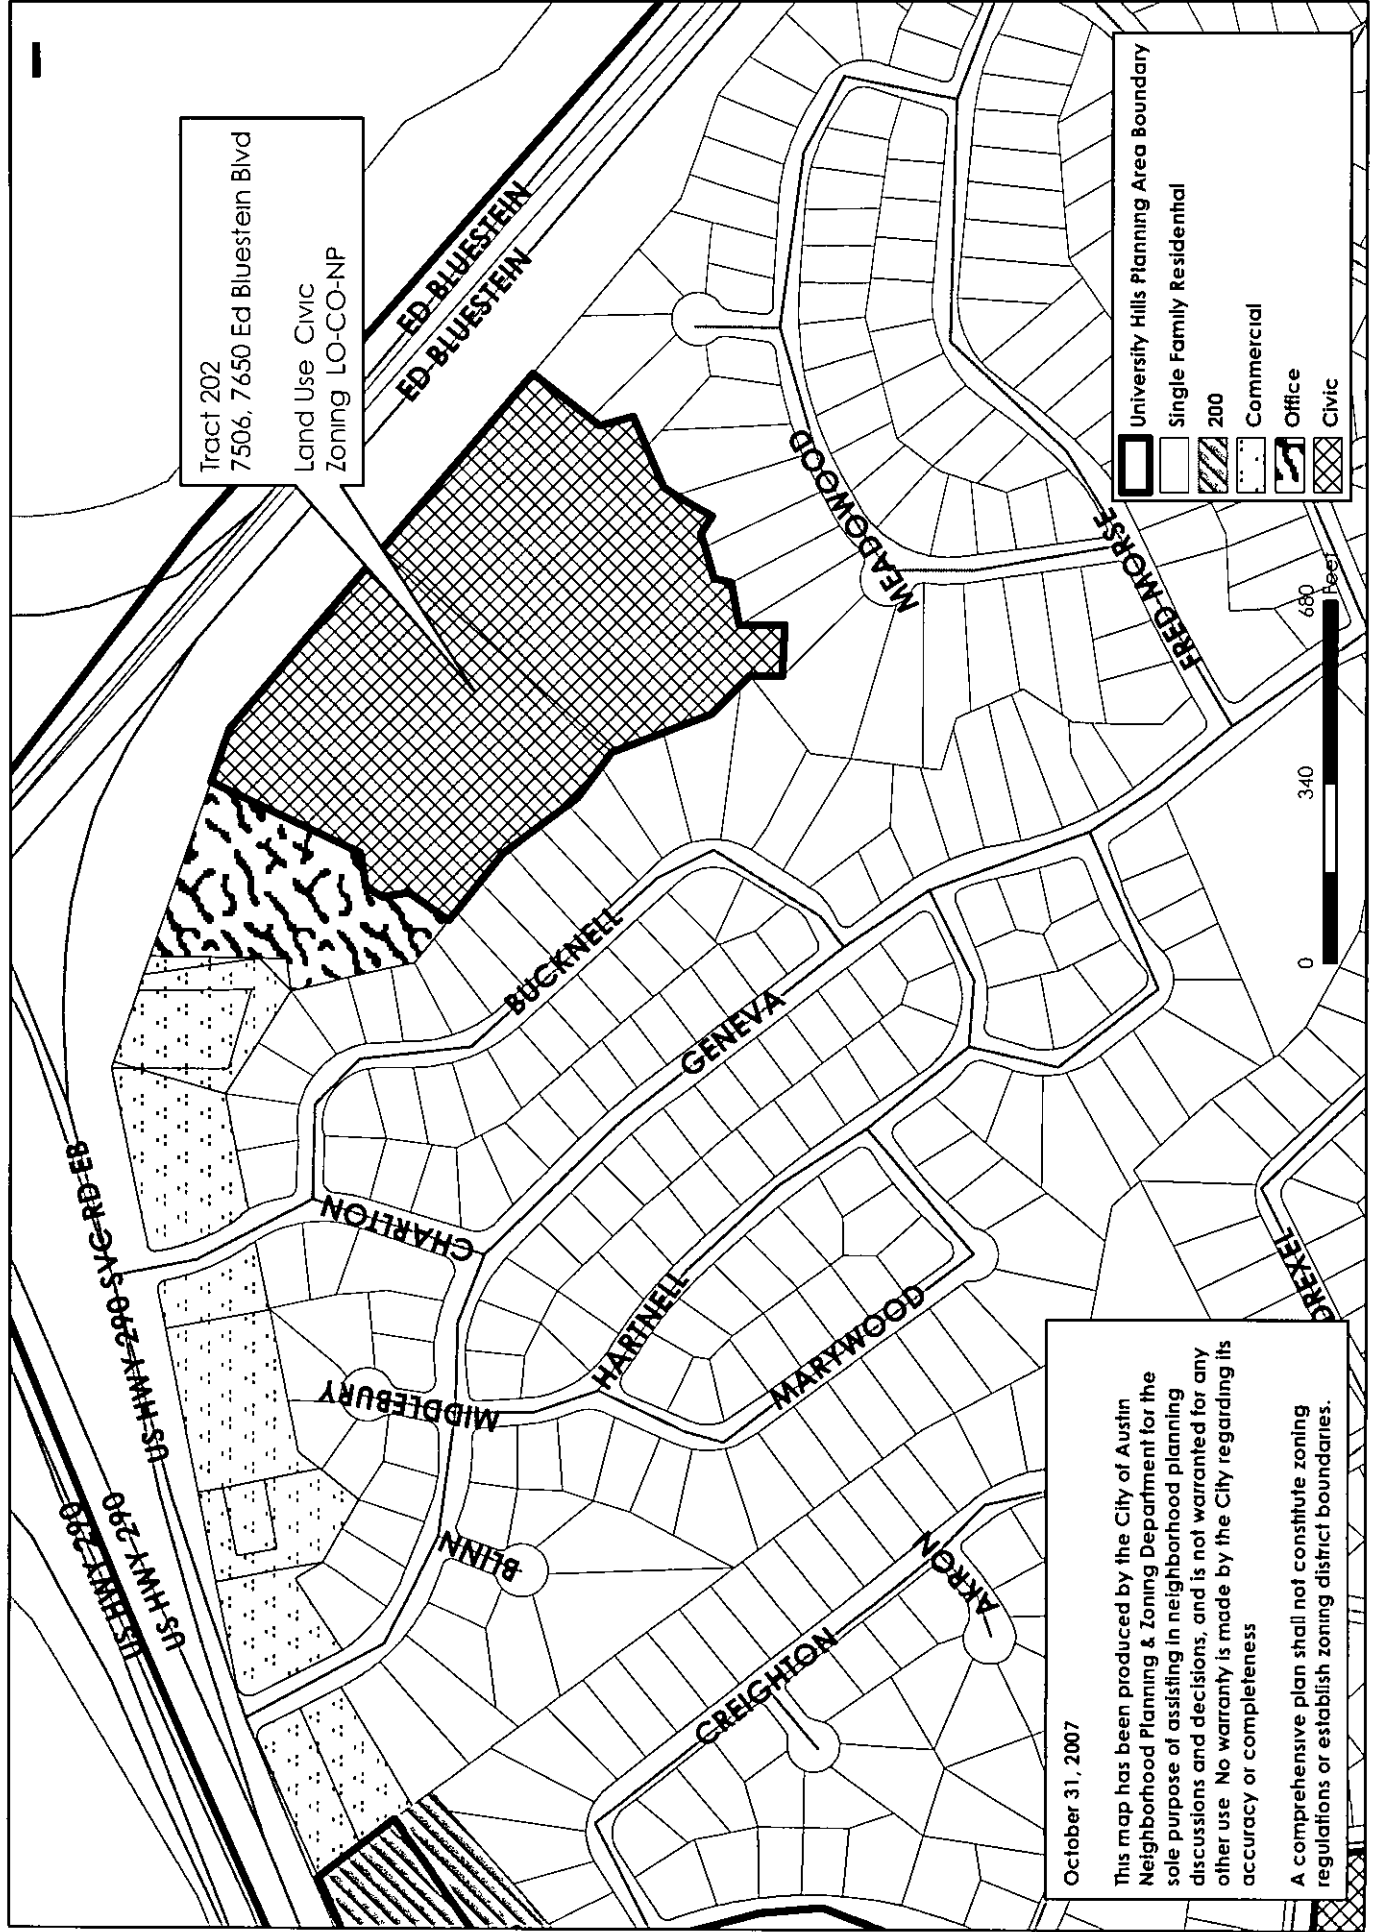 Tract 202
7506, 7650 Ed Bluestein Blvd
Land Use Civic
Zoning LO-CO-NP
ED BLUESTEIN
ED BLUESTEIN
US HWY 290
US HWY 290
US HWY 290 SVC RD EB
CHARLTON
BUCKNELL
MIDDLEBURY
GENEVA
HARTNELL
MARYWOOD
BLINN
CREIGHTON
AKRON
MEADOWOOD
FRED MORSE
DREXEL
0 340 680
Feet
University Hills Planning Area Boundary
Single Family Residential
200
Commercial
Office
Civic
October 31, 2007
This map has been produced by the City of Austin
Neighborhood Planning & Zoning Department for the
sole purpose of assisting in neighborhood planning
discussions and decisions, and is not warranted for any
other use No warranty is made by the City regarding its
accuracy or completeness
A comprehensive plan shall not constitute zoning
regulations or establish zoning district boundaries.